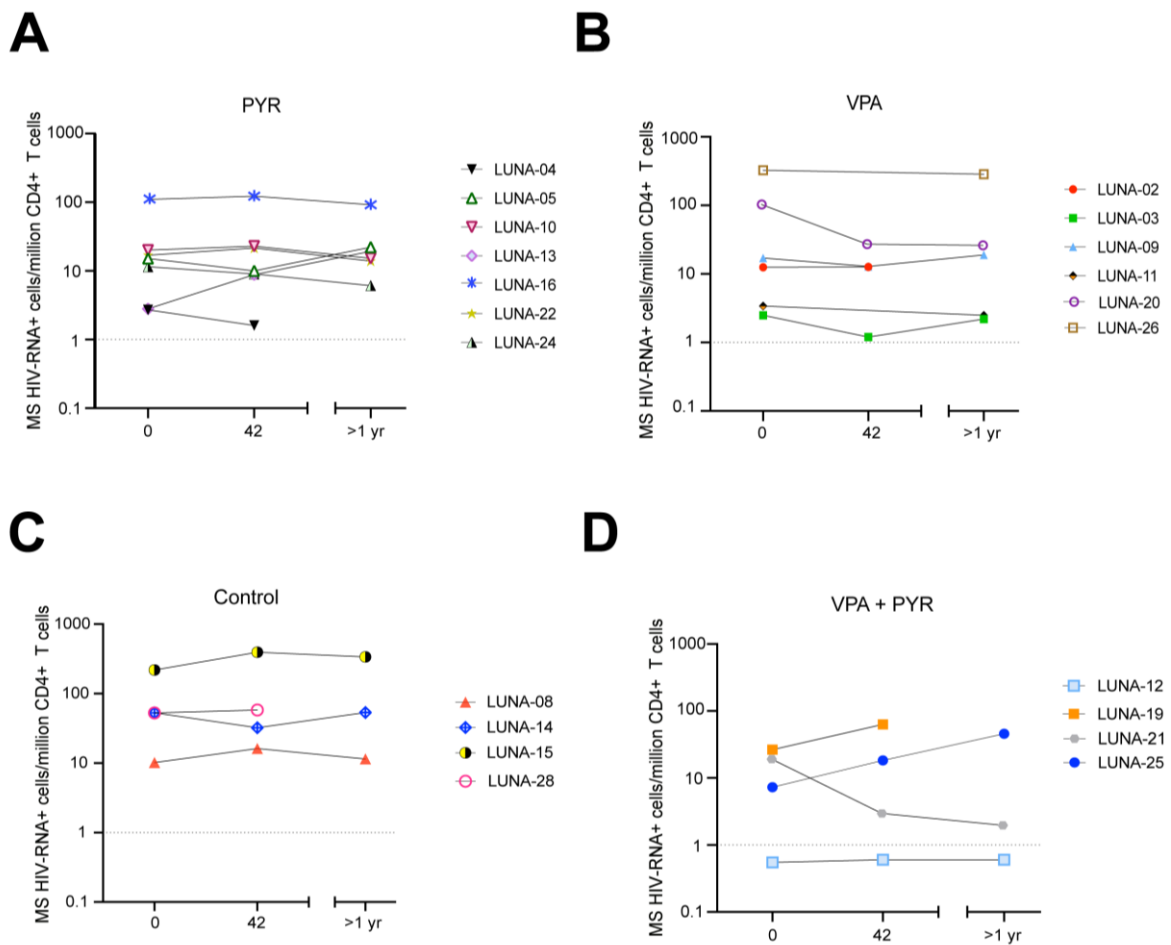 A
PYR
MS HIV-RNA+ cells/million CD4+ T cells
1000
100
10
1
0.1
0
42
>1 yr
LUNA-04
LUNA-05
LUNA-10
LUNA-13
LUNA-16
LUNA-22
LUNA-24
B
VPA
MS HIV-RNA+ cells/million CD4+ T cells
1000
100
10
1
0.1
0
42
>1 yr
LUNA-02
LUNA-03
LUNA-09
LUNA-11
LUNA-20
LUNA-26
C
Control
MS HIV-RNA+ cells/million CD4+ T cells
1000
100
10
1
0.1
0
42
>1 yr
LUNA-08
LUNA-14
LUNA-15
LUNA-28
D
VPA + PYR
MS HIV-RNA+ cells/million CD4+ T cells
1000
100
10
1
0.1
0
42
>1 yr
LUNA-12
LUNA-19
LUNA-21
LUNA-25